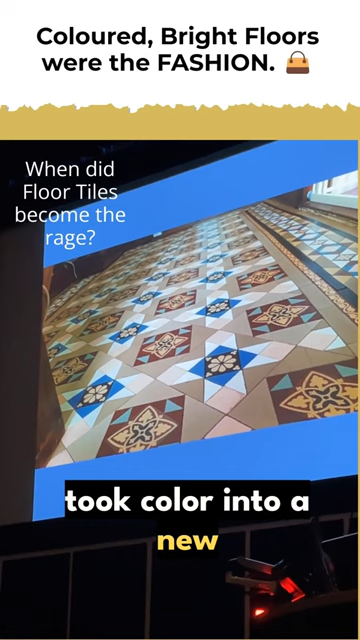 Coloured, Bright Floors
were the FASHION. 👜
When did
Floor Tiles
become the
rage?
took color into a
new